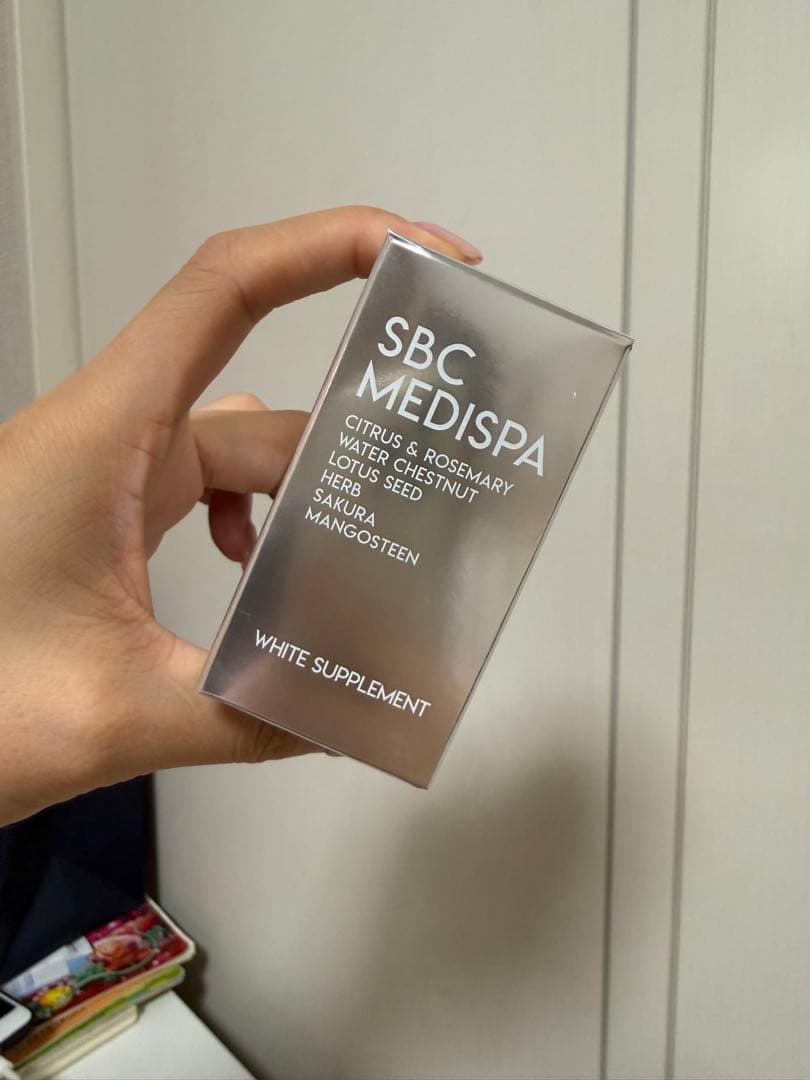 SBC
MEDISPA
CITRUS & ROSEMARY
WATER CHESTNUT
LOTUS SEED
HERB
SAKURA
MANGOSTEEN
WHITE SUPPLEMENT